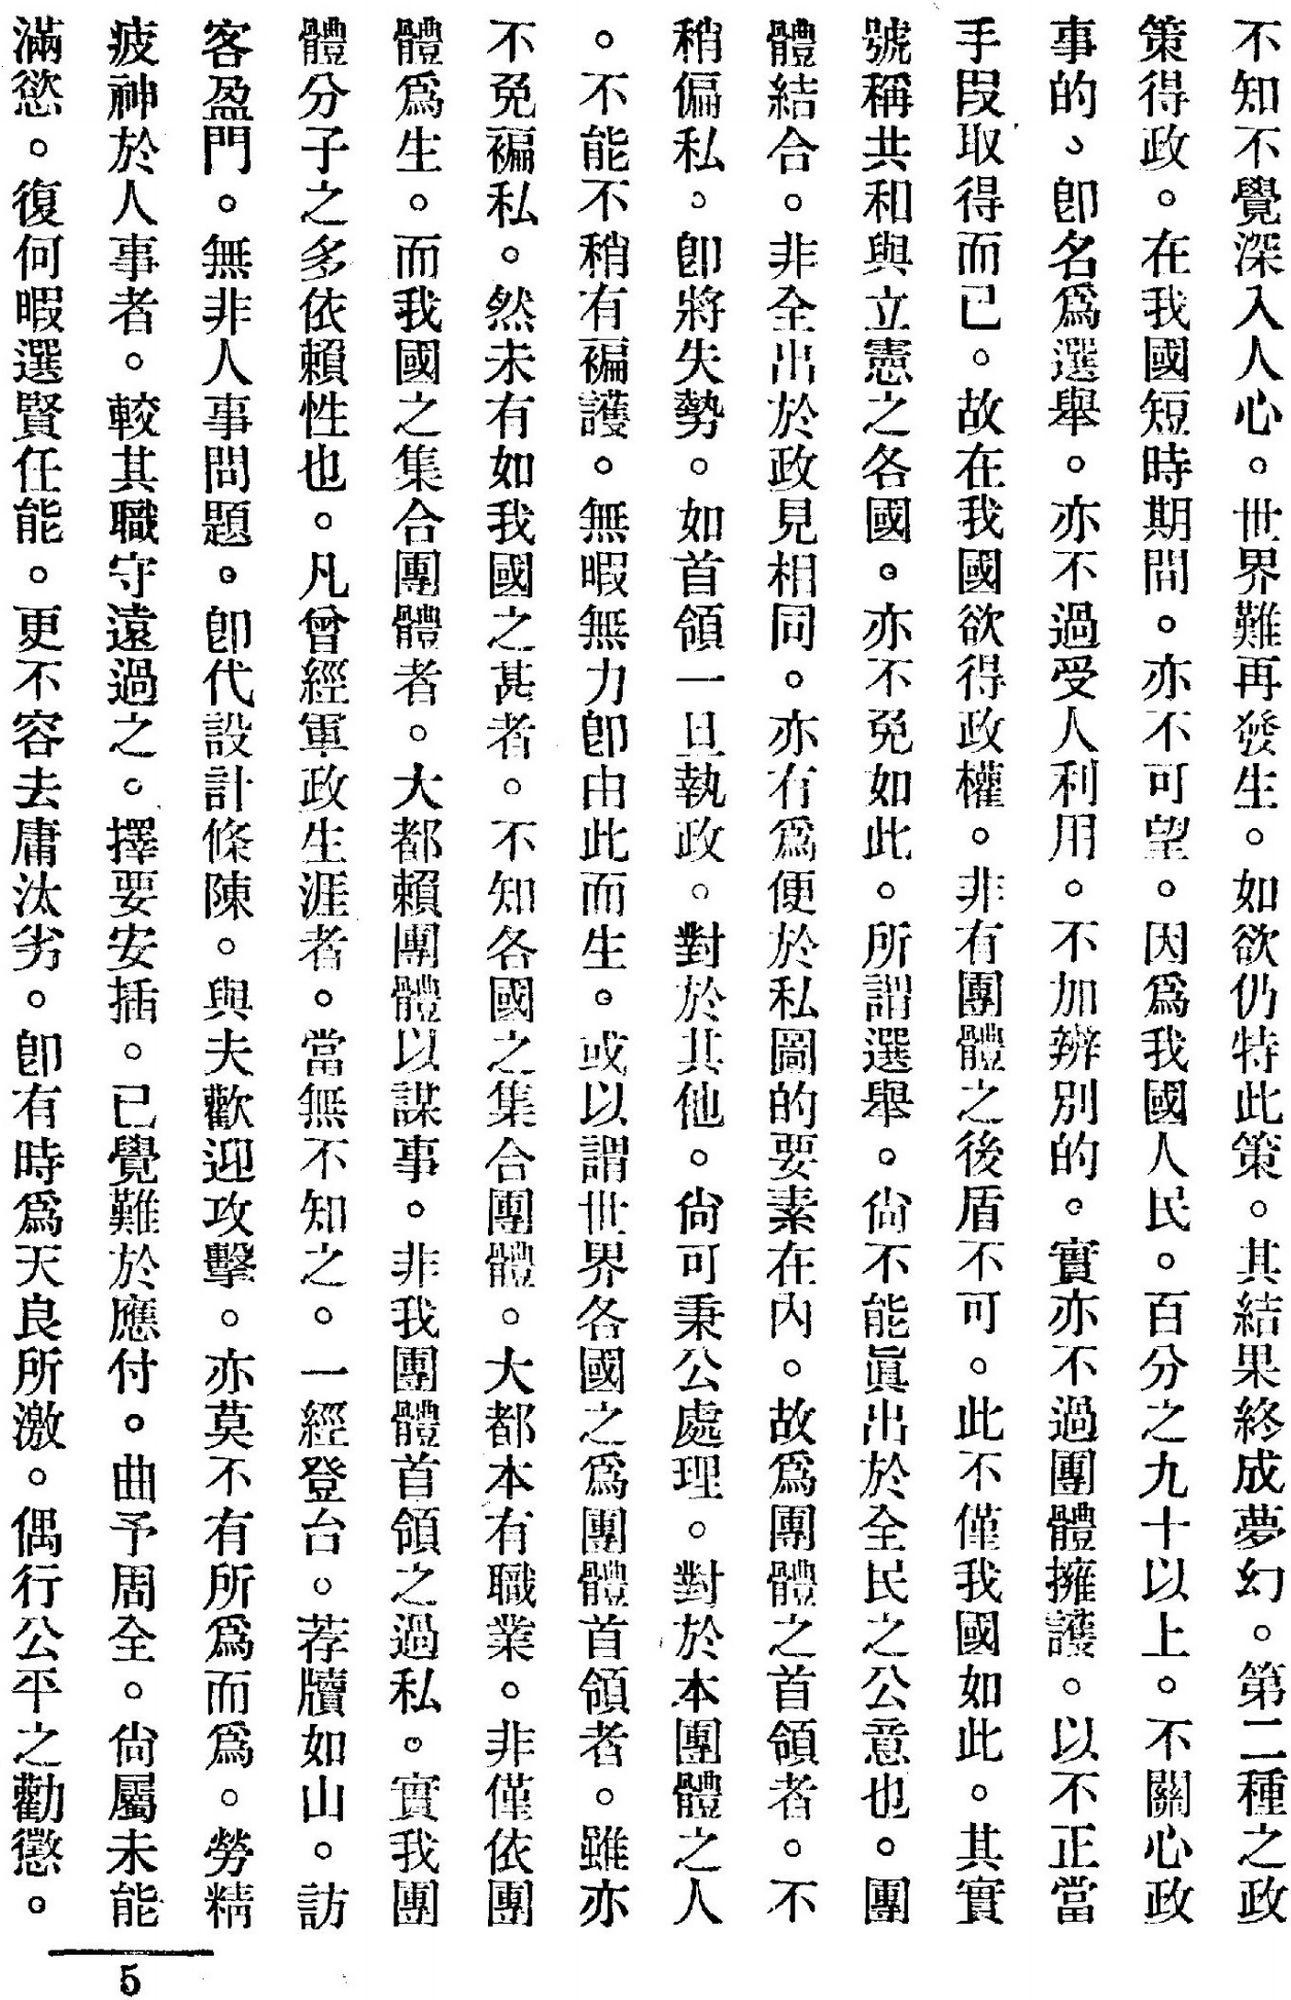 不知不覺深入人心。世界難再發生。如欲仍特此策。其結果終成夢幻。第二種之政
策得政。在我國短時期間。亦不可望。因爲我國人民。百分之九十以上。不關心政
事的、卽名爲選舉。亦不過受人利用。不加辨別的。實亦不過團體擁護。以不正當
手段取得而已。故在我國欲得政權。非有團體之後盾不可。此不僅我國如此。其實
號稱共和與立憲之各國。亦不免如此。所謂選舉。尙不能眞出於全民之公意也。團
體結合。非全出於政見相同。亦有爲便於私圖的要素在內。故爲團體之首領者。不
稍偏私。卽將失勢。如首領一旦執政。對於其他。尙可秉公處理。對於本團體之人
。不能不稍有褊護。無暇無力卽由此而生。或以謂世界各國之爲團體首領者。雖亦
不免褊私。然未有如我國之甚者。不知各國之集合團體。大都本有職業。非僅依團
體爲生。而我國之集合團體者。大都賴團體以謀事。非我團體首領之過私。實我團
體分子之多依賴性也。凡曾經軍政生涯者。當無不知之。一經登台。荐牘如山。訪
客盈門。無非人事問題。卽代設計條陳。與夫歡迎攻擊。亦莫不有所爲而爲。勞精
疲神於人事者。較其職守遠過之。擇要安插。已覺難於應付。曲予周全。尙屬未能
滿慾。復何暇選賢任能。更不容去庸汰劣。卽有時爲天良所激。偶行公平之勸懲。
5